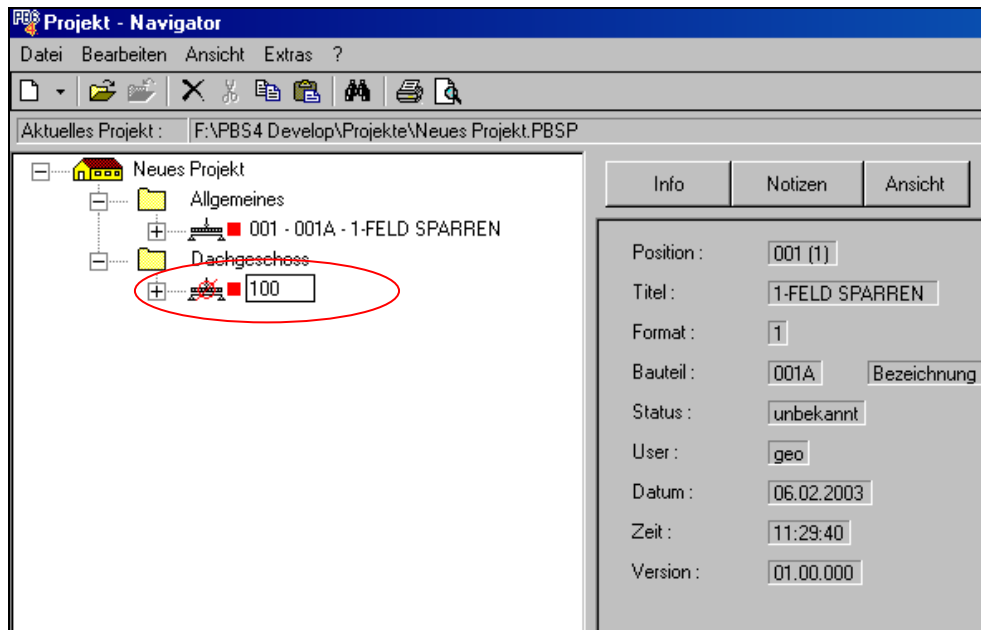 Projekt - Navigator
Datei Bearbeiten Ansicht Extras ?
Aktuelles Projekt : F:\PBS4 Develop\Projekte\Neues Projekt.PBSP
Neues Projekt
Allgemeines
001 - 001A - 1-FELD SPARREN
Dachgeschoss
100
Info Notizen Ansicht
Position : 001 (1)
Titel : 1-FELD SPARREN
Format : 1
Bauteil : 001A Bezeichnung
Status : unbekannt
User : geo
Datum : 06.02.2003
Zeit : 11:29:40
Version : 01.00.000